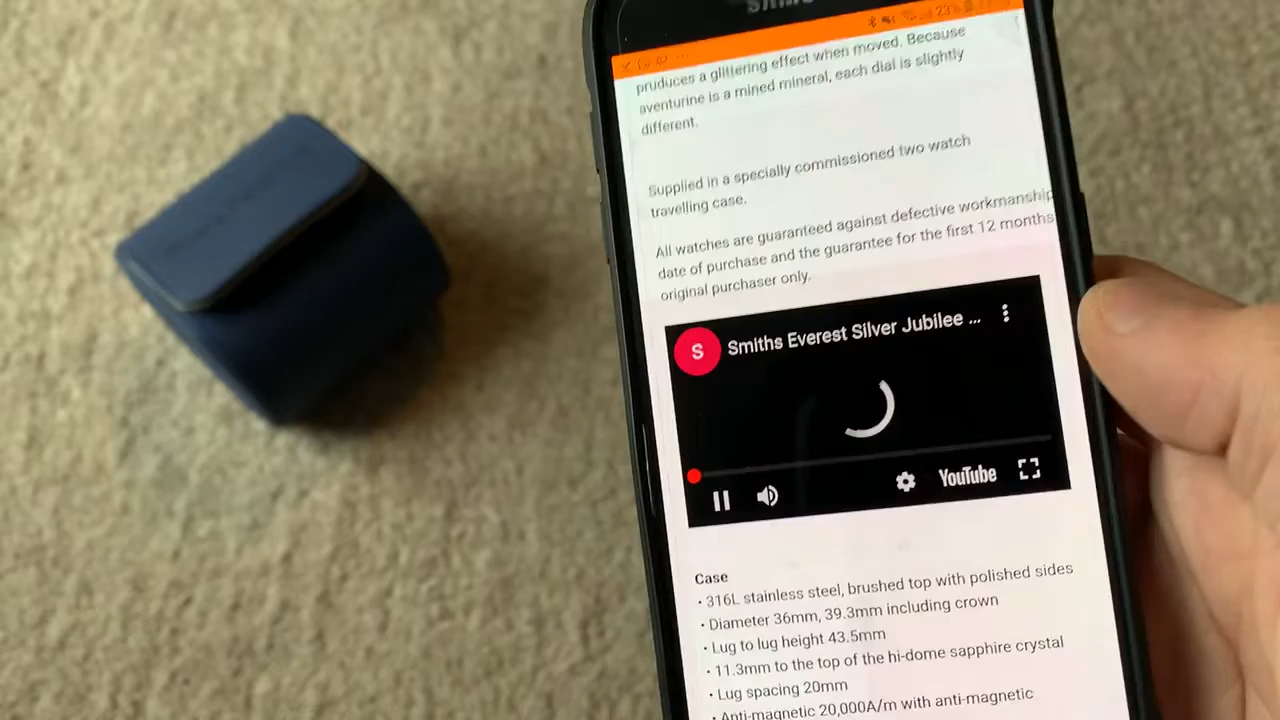 23%
produces a glittering effect when moved. Because
aventurine is a mined mineral, each dial is slightly
different.
Supplied in a specially commissioned two watch
travelling case.
All watches are guaranteed against defective workmanship
date of purchase and the guarantee for the first 12 months
original purchaser only.
S
Smiths Everest Silver Jubilee ...
YouTube
Case
• 316L stainless steel, brushed top with polished sides
• Diameter 36mm, 39.3mm including crown
• Lug to lug height 43.5mm
• 11.3mm to the top of the hi-dome sapphire crystal
• Lug spacing 20mm
• Anti-magnetic 20,000A/m with anti-magnetic